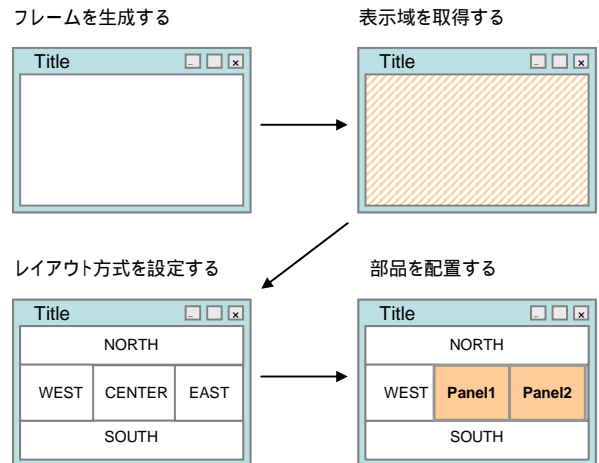 フレームを生成する
表示域を取得する
Title
Title
レイアウト方式を設定する
部品を配置する
Title
NORTH
WEST CENTER EAST
SOUTH
Title
NORTH
WEST Panel1 Panel2
SOUTH